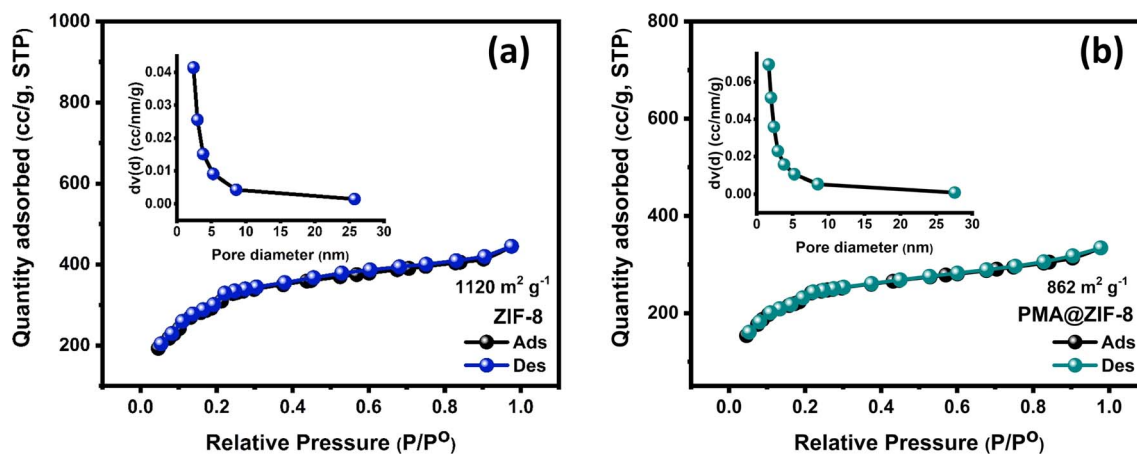 (a)
Quantity adsorbed (cc/g, STP)
1000
800
600
400
200
0.0 0.2 0.4 0.6 0.8 1.0
Relative Pressure (P/P⁰)
dv(d) (cc/nm/g)
0.04
0.03
0.02
0.01
0.00
0 5 10 15 20 25 30
Pore diameter (nm)
1120 m² g⁻¹
ZIF-8
Ads
Des
(b)
Quantity adsorbed (cc/g, STP)
800
600
400
200
0
0.0 0.2 0.4 0.6 0.8 1.0
Relative Pressure (P/P⁰)
dv(d) (cc/nm/g)
0.06
0.04
0.02
0.00
0 5 10 15 20 25 30
Pore diameter (nm)
862 m² g⁻¹
PMA@ZIF-8
Ads
Des